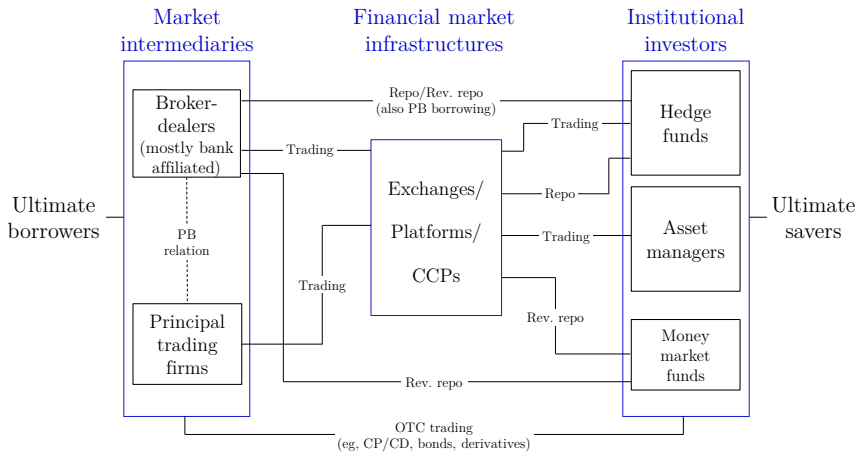 Market
intermediaries
Financial market
infrastructures
Institutional
investors
Broker-
dealers
(mostly bank
affiliated)
Repo/Rev. repo
(also PB borrowing)
Hedge
funds
Trading
Trading
Exchanges/
Platforms/
CCPs
Repo
Ultimate
borrowers
PB
relation
Trading
Asset
managers
Ultimate
savers
Trading
Rev. repo
Principal
trading
firms
Money
market
funds
Rev. repo
OTC trading
(eg, CP/CD, bonds, derivatives)